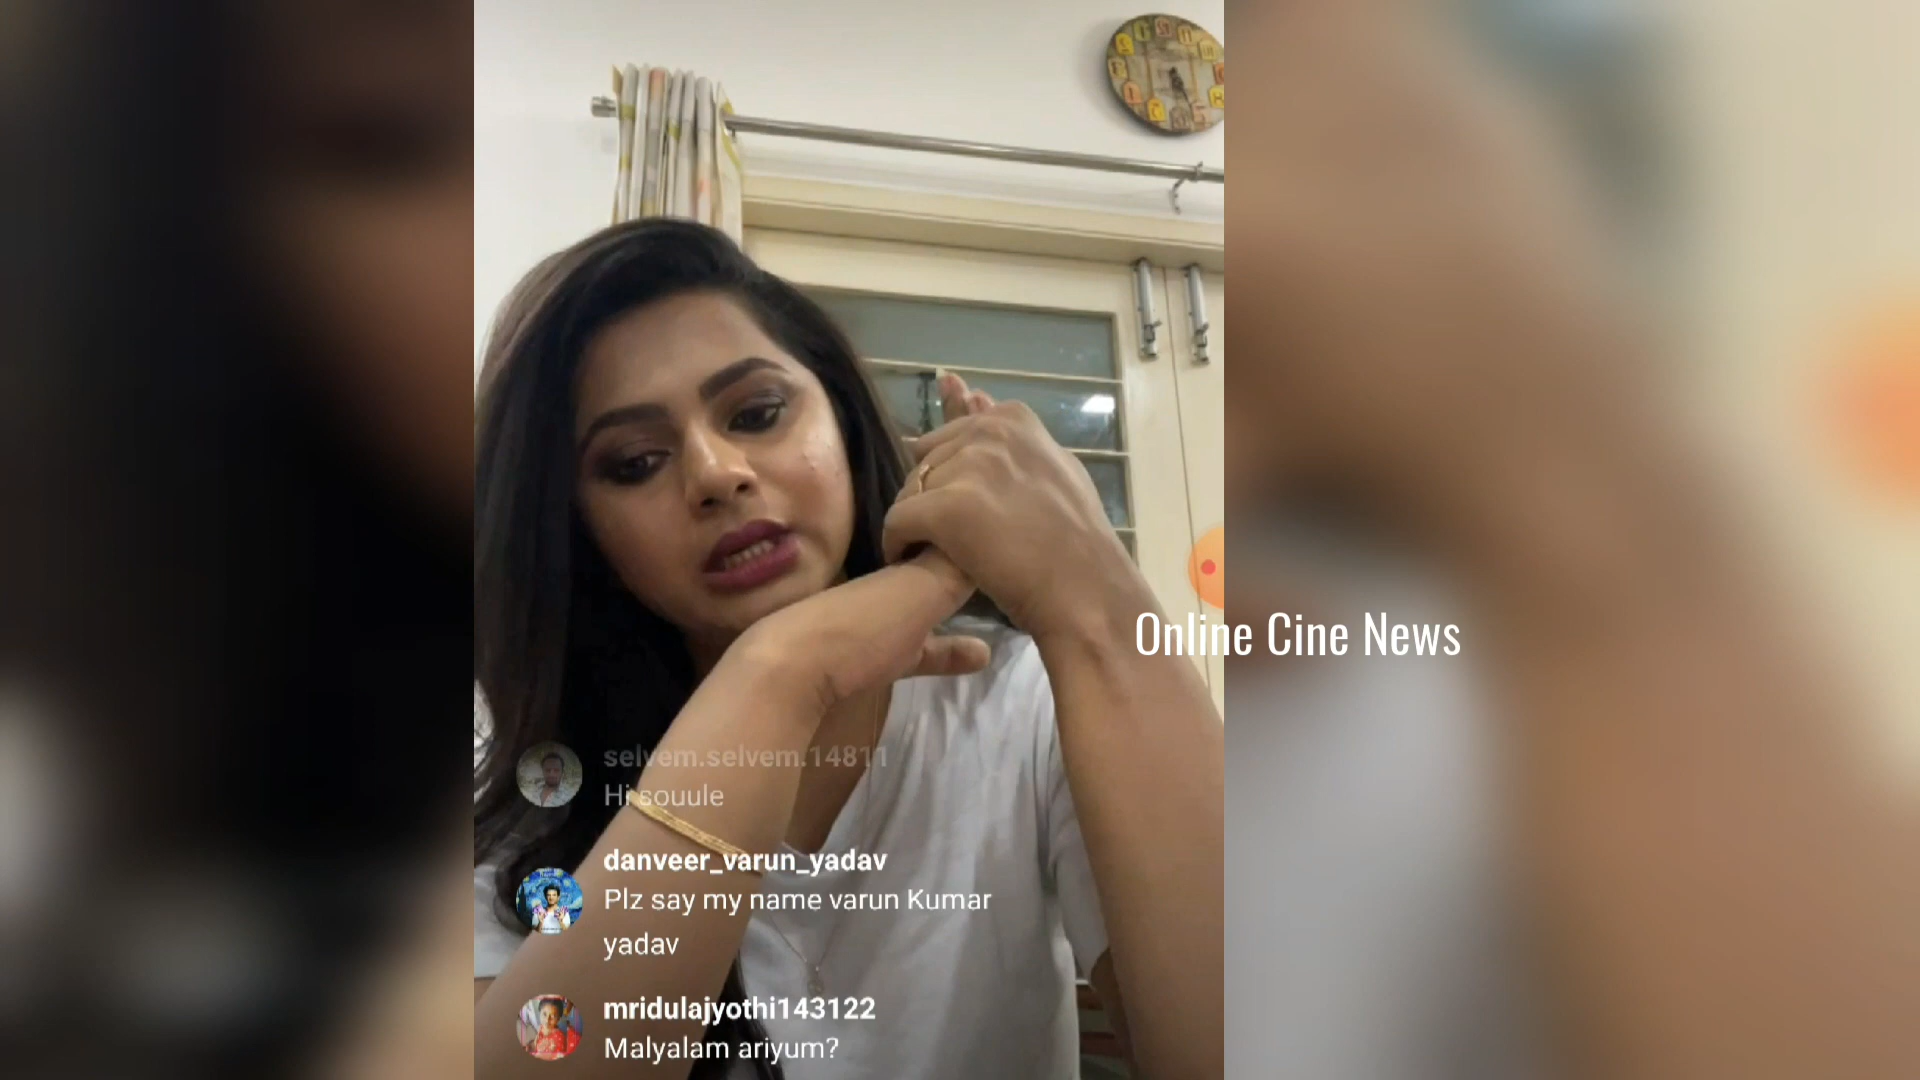 Online Cine News
selvem.selvem.14811
Hi souule
danveer_varun_yadav
Plz say my name varun Kumar
yadav
mridulajyothi143122
Malyalam ariyum?